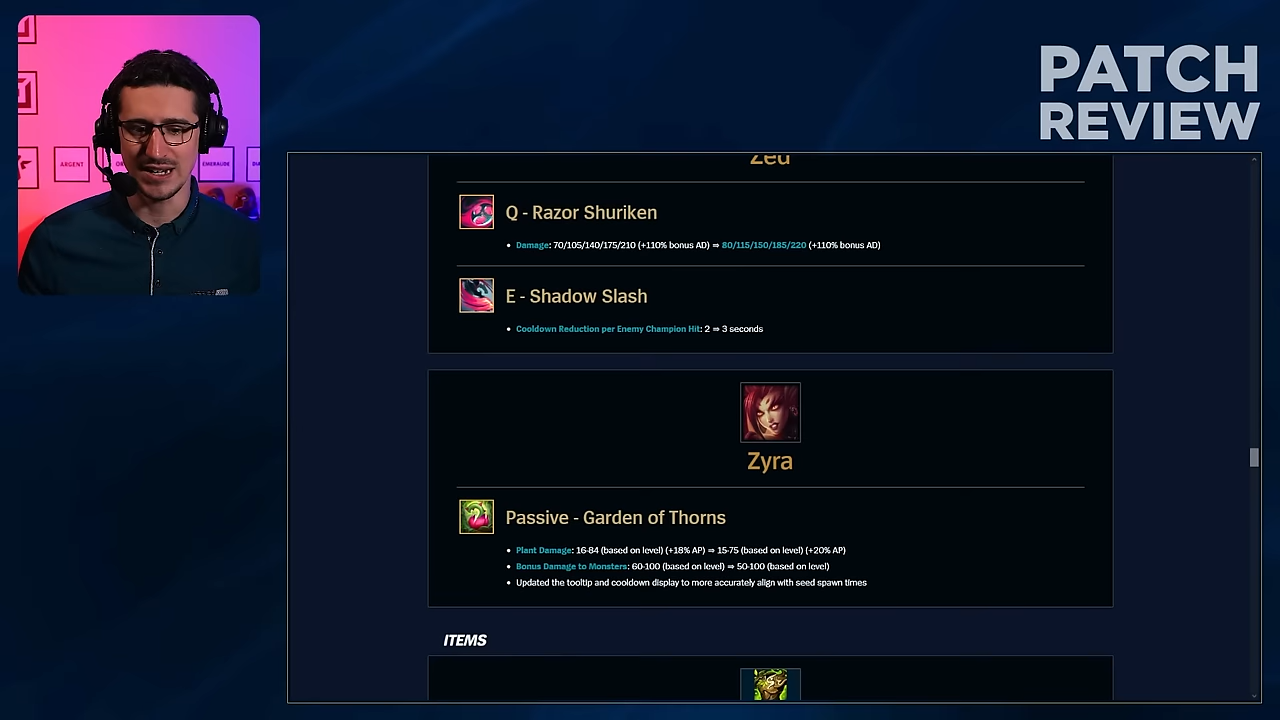 PATCH
REVIEW
ARGENT
EMERAUDE
Zed
Q - Razor Shuriken
• Damage: 70/105/140/175/210 (+110% bonus AD) ⇒ 80/115/150/185/220 (+110% bonus AD)
E - Shadow Slash
• Cooldown Reduction per Enemy Champion Hit: 2 ⇒ 3 seconds
Zyra
Passive - Garden of Thorns
• Plant Damage: 16-84 (based on level) (+18% AP) ⇒ 15-75 (based on level) (+20% AP)
• Bonus Damage to Monsters: 60-100 (based on level) ⇒ 50-100 (based on level)
• Updated the tooltip and cooldown display to more accurately align with seed spawn times
ITEMS